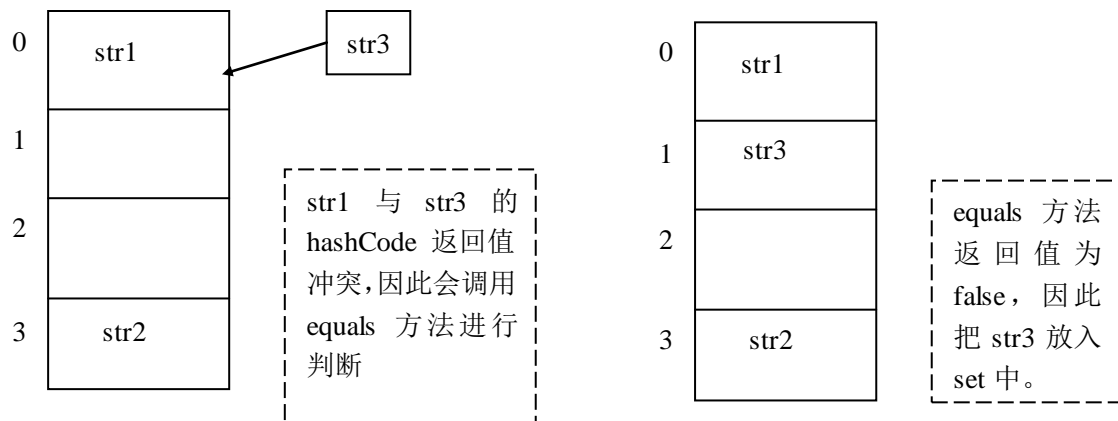 0
str1
str3
1
2
3
str2
str1 与 str3 的
hashCode 返回值
冲突，因此会调用
equals 方法进行
判断
0
str1
1
str3
2
3
str2
equals 方法
返回值为
false，因此
把 str3 放入
set 中。